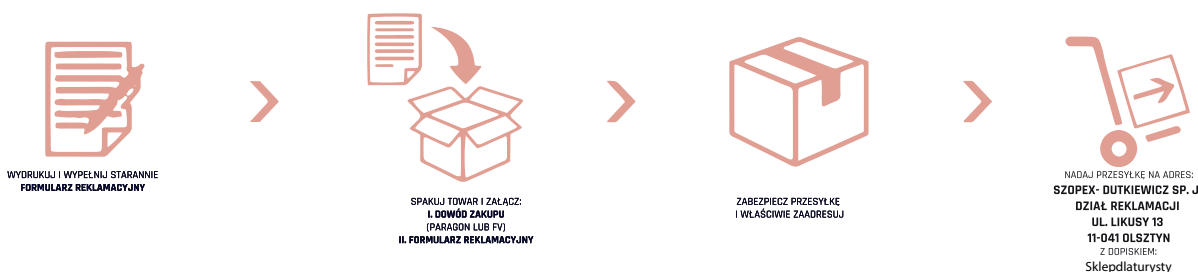 WYDRUKUJ I WYPEŁNIJ STARANNIE
FORMULARZ REKLAMACYJNY
SPAKUJ TOWAR I ZAŁĄCZ:
I. DOWÓD ZAKUPU
(PARAGON LUB FV)
II. FORMULARZ REKLAMACYJNY
ZABEZPIECZ PRZESYŁKĘ
I WŁAŚCIWIE ZAADRESUJ
NADAJ PRZESYŁKĘ NA ADRES:
SZOPEX- DUTKIEWICZ SP. J
DZIAŁ REKLAMACJI
UL. LIKUSY 13
11-041 OLSZTYN
Z DOPISKIEM:
Sklepdlaturysty